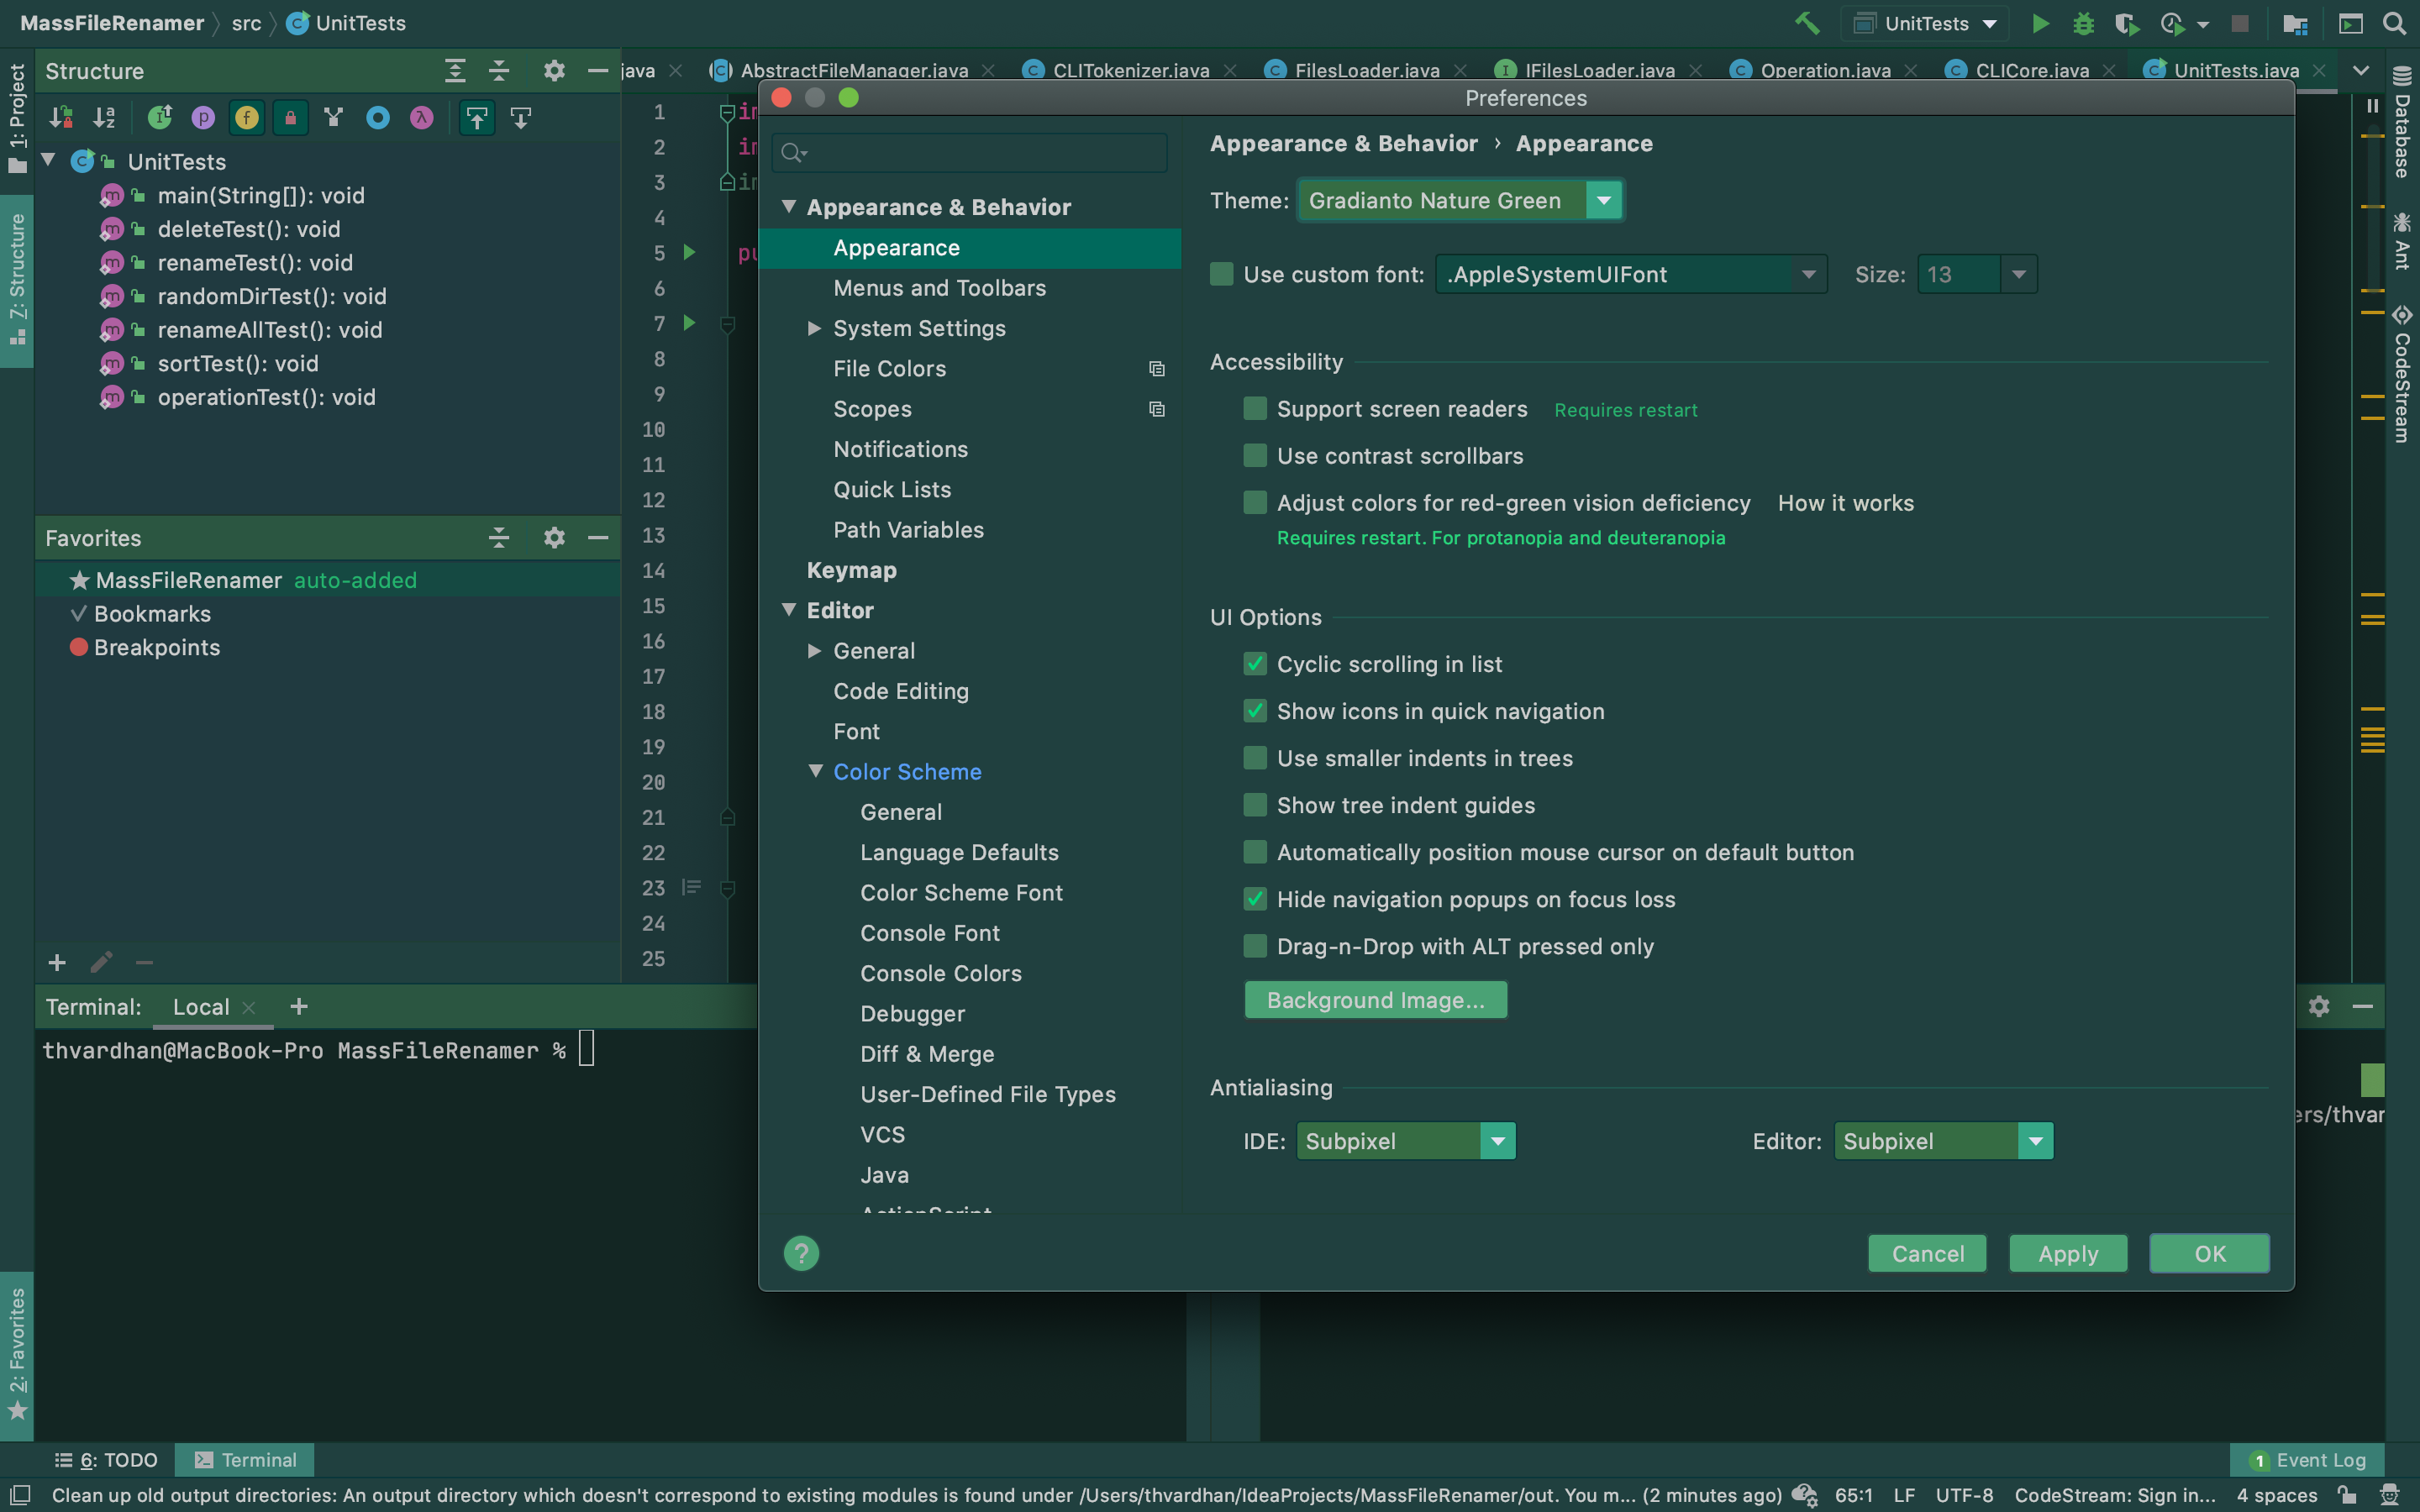 MassFileRenamer src UnitTests
UnitTests
1: Project
Structure
java
AbstractFileManager.java
CLITokenizer.java
FilesLoader.java
IFilesLoader.java
Operation.java
CLICore.java
UnitTests.java
UnitTests
main(String[]): void
deleteTest(): void
renameTest(): void
randomDirTest(): void
renameAllTest(): void
sortTest(): void
operationTest(): void
7: Structure
Favorites
MassFileRenamer auto-added
Bookmarks
Breakpoints
1
2
3
4
5
6
7
8
9
10
11
12
13
14
15
16
17
18
19
20
21
22
23
24
25
im
im
im
pu
Preferences
Appearance & Behavior
Appearance
Menus and Toolbars
System Settings
File Colors
Scopes
Notifications
Quick Lists
Path Variables
Keymap
Editor
General
Code Editing
Font
Color Scheme
General
Language Defaults
Color Scheme Font
Console Font
Console Colors
Debugger
Diff & Merge
User-Defined File Types
VCS
Java
ActionScript
Appearance & Behavior › Appearance
Theme: Gradianto Nature Green
Use custom font: .AppleSystemUIFont Size: 13
Accessibility
Support screen readers Requires restart
Use contrast scrollbars
Adjust colors for red-green vision deficiency How it works
Requires restart. For protanopia and deuteranopia
UI Options
Cyclic scrolling in list
Show icons in quick navigation
Use smaller indents in trees
Show tree indent guides
Automatically position mouse cursor on default button
Hide navigation popups on focus loss
Drag-n-Drop with ALT pressed only
Background Image...
Antialiasing
IDE: Subpixel Editor: Subpixel
?
Cancel Apply OK
Database
Ant
CodeStream
Terminal: Local
thvardhan@MacBook-Pro MassFileRenamer %
ers/thvar
2: Favorites
6: TODO Terminal
1 Event Log
Clean up old output directories: An output directory which doesn't correspond to existing modules is found under /Users/thvardhan/IdeaProjects/MassFileRenamer/out. You m... (2 minutes ago) 65:1 LF UTF-8 CodeStream: Sign in... 4 spaces